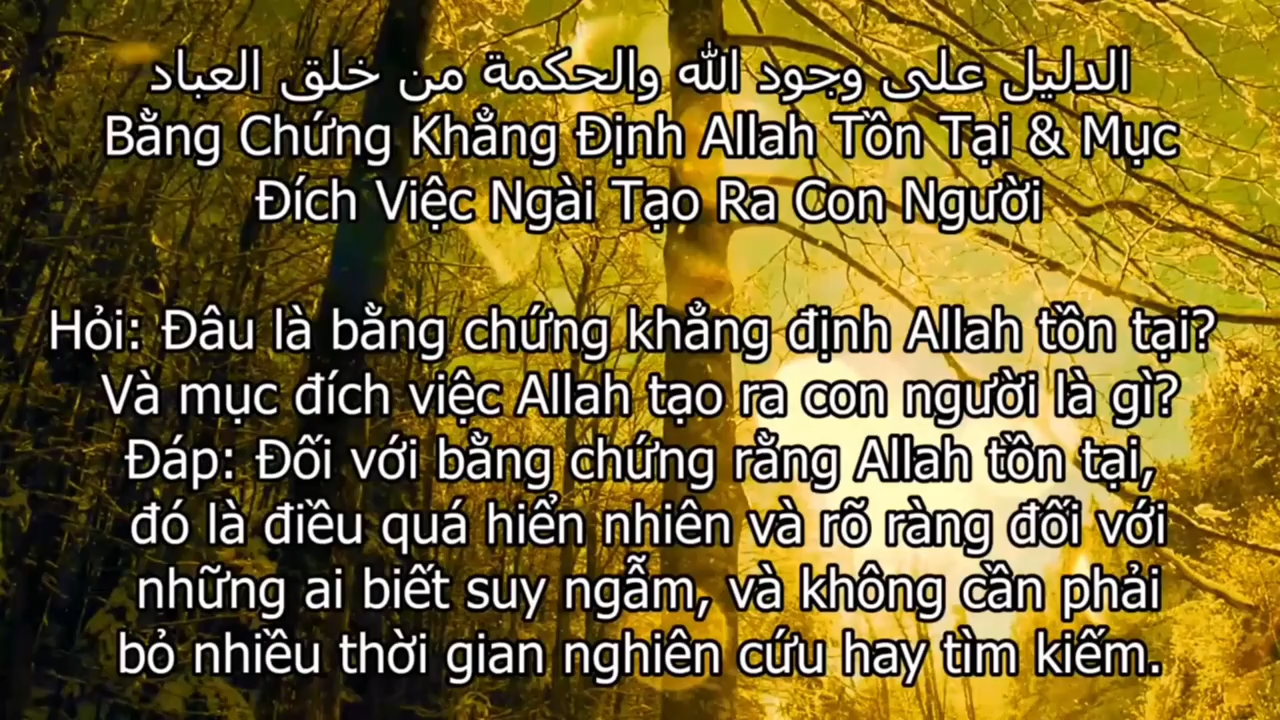 الدليل على وجود الله والحكمة من خلق العباد
Bằng Chứng Khẳng Định Allah Tồn Tại & Mục
Đích Việc Ngài Tạo Ra Con Người
Hỏi: Đâu là bằng chứng khẳng định Allah tồn tại?
Và mục đích việc Allah tạo ra con người là gì?
Đáp: Đối với bằng chứng rằng Allah tồn tại,
đó là điều quá hiển nhiên và rõ ràng đối với
những ai biết suy ngẫm, và không cần phải
bỏ nhiều thời gian nghiên cứu hay tìm kiếm.